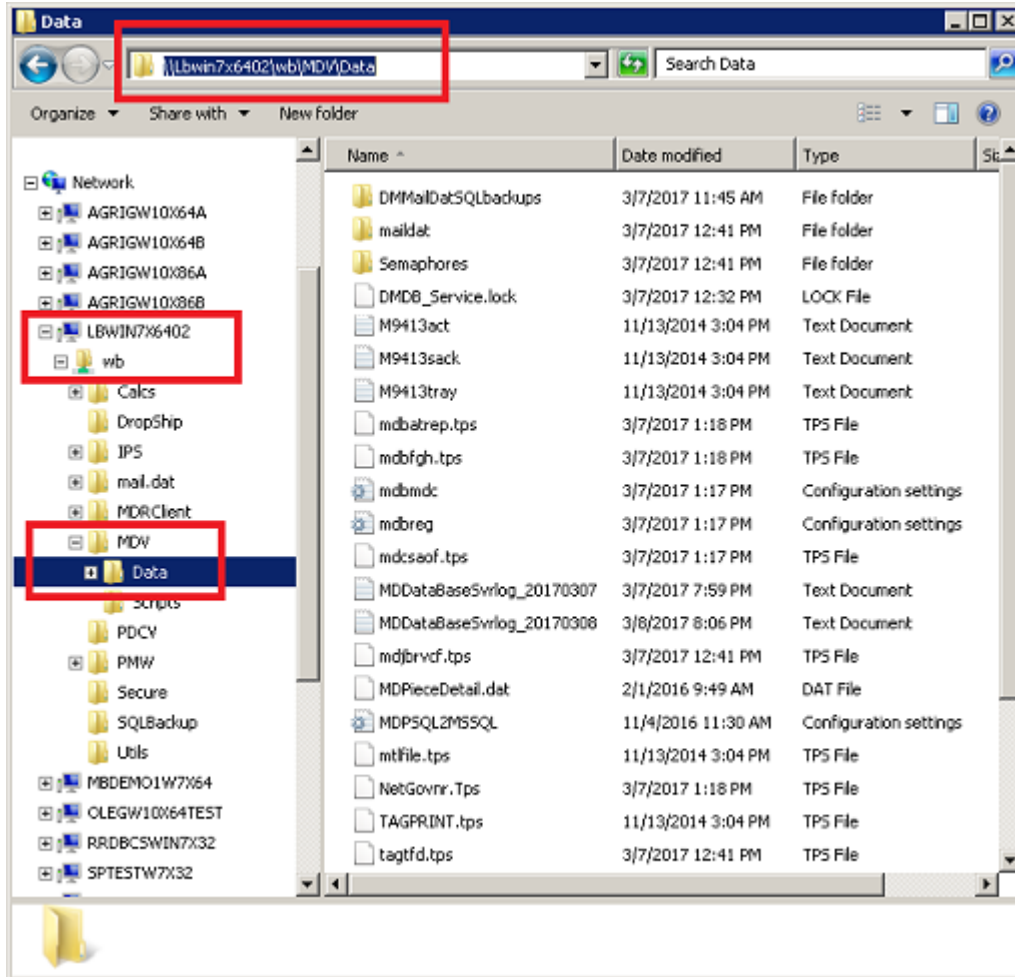 Data
\\Lbwin7x6402\wb\MDV\Data
Search Data
Organize Share with New folder
Name Date modified Type
Network
AGRIGW10X64A
AGRIGW10X64B
AGRIGW10X86A
AGRIGW10X86B
LBWIN7X6402
wb
Calcs
DropShip
IPS
mail.dat
MDRClient
MDV
Data
Scripts
PDCV
PMW
Secure
SQLBackup
Utils
MBDEMO1W7X64
OLEGW10X64TEST
RRDBCSWIN7X32
SPTESTW7X32
DMMailDatSQLbackups 3/7/2017 11:45 AM File folder
maildat 3/7/2017 12:41 PM File folder
Semaphores 3/7/2017 12:41 PM File folder
DMDB_Service.lock 3/7/2017 12:32 PM LOCK File
M9413act 11/13/2014 3:04 PM Text Document
M9413sack 11/13/2014 3:04 PM Text Document
M9413tray 11/13/2014 3:04 PM Text Document
mdbatrep.tps 3/7/2017 1:18 PM TPS File
mdbfgh.tps 3/7/2017 1:18 PM TPS File
mdbmdc 3/7/2017 1:17 PM Configuration settings
mdbreg 3/7/2017 1:17 PM Configuration settings
mdcsaof.tps 3/7/2017 1:17 PM TPS File
MDDataBaseSvrlog_20170307 3/7/2017 7:59 PM Text Document
MDDataBaseSvrlog_20170308 3/8/2017 8:06 PM Text Document
mdjbrvcf.tps 3/7/2017 12:41 PM TPS File
MDPieceDetail.dat 2/1/2016 9:49 AM DAT File
MDPSQL2MSSQL 11/4/2016 11:30 AM Configuration settings
mtlfile.tps 11/13/2014 3:04 PM TPS File
NetGovnr.Tps 3/7/2017 1:18 PM TPS File
TAGPRINT.tps 11/13/2014 3:04 PM TPS File
tagtfd.tps 3/7/2017 12:41 PM TPS File